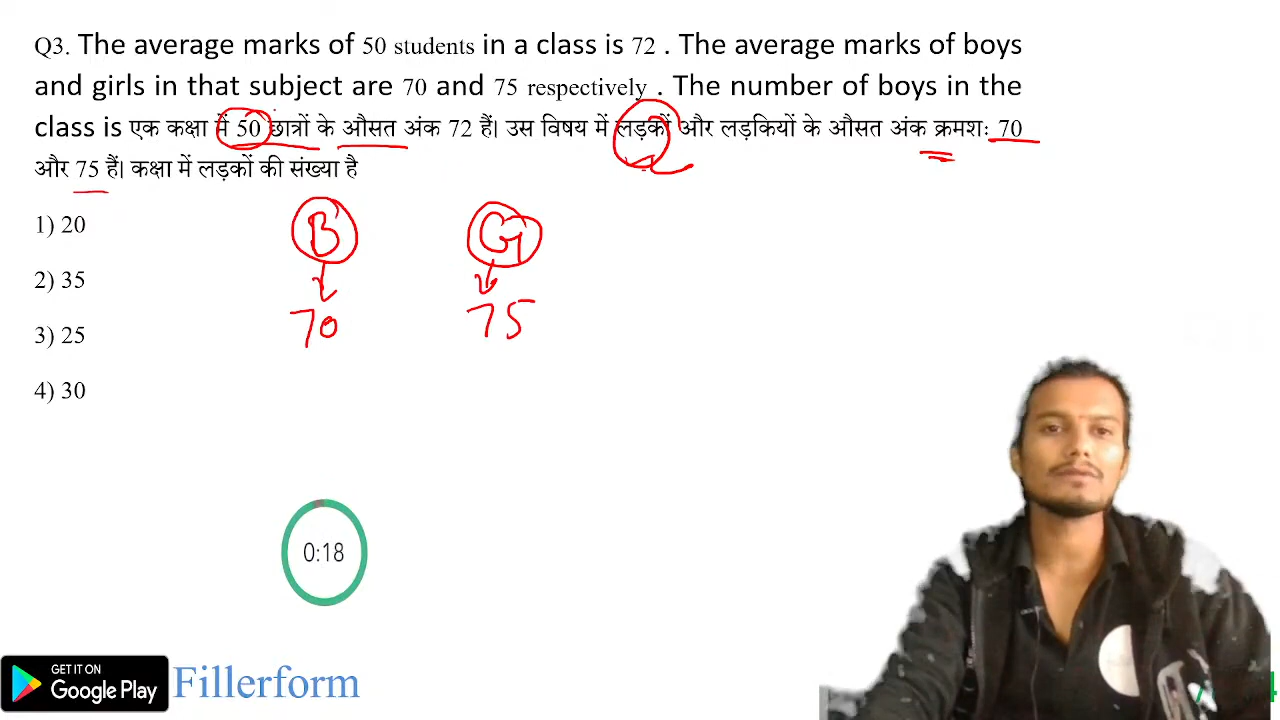 Q3. The average marks of 50 students in a class is 72 . The average marks of boys
and girls in that subject are 70 and 75 respectively . The number of boys in the
class is एक कक्षा में 50 छात्रों के औसत अंक 72 हैं। उस विषय में लड़कों और लड़कियों के औसत अंक क्रमशः 70
और 75 हैं। कक्षा में लड़कों की संख्या है
1) 20
B G
2) 35
70 75
3) 25
4) 30
0:18
GET IT ON
Google Play
Fillerform